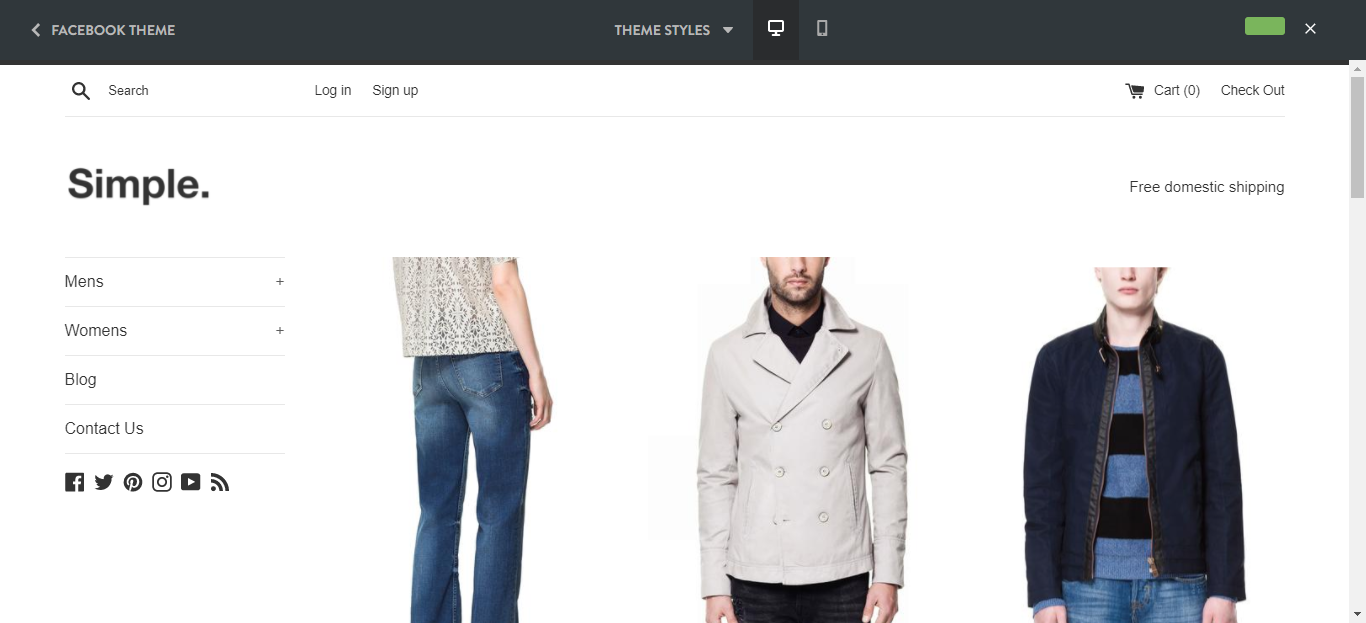 FACEBOOK THEME
THEME STYLES
Search
Log in
Sign up
Cart (0)
Check Out
Simple.
Free domestic shipping
Mens +
Womens +
Blog
Contact Us